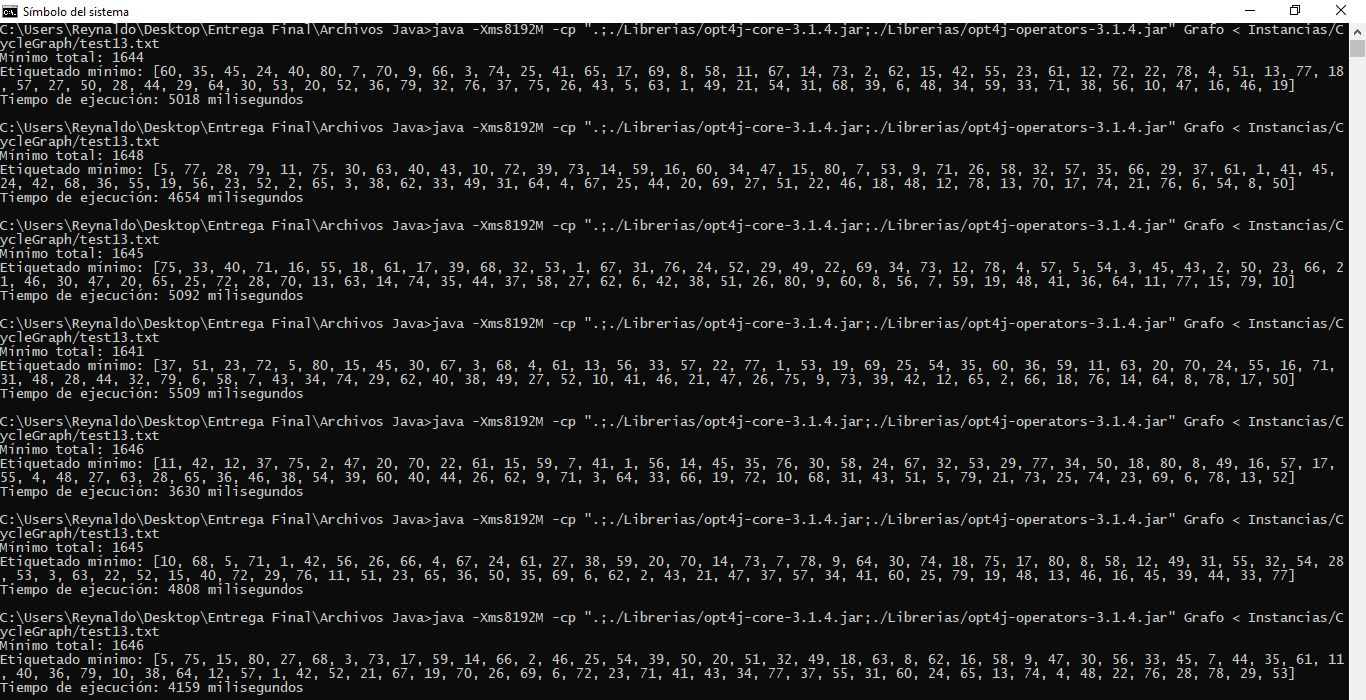 Símbolo del sistema
C:\Users\Reynaldo\Desktop\Entrega Final\Archivos Java>java -Xms8192M -cp ".;./Librerias/opt4j-core-3.1.4.jar;./Librerias/opt4j-operators-3.1.4.jar" Grafo < Instancias/C
ycleGraph/test13.txt
Mínimo total: 1644
Etiquetado mínimo: [60, 35, 45, 24, 40, 80, 7, 70, 9, 66, 3, 74, 25, 41, 65, 17, 69, 8, 58, 11, 67, 14, 73, 2, 62, 15, 42, 55, 23, 61, 12, 72, 22, 78, 4, 51, 13, 77, 18
, 57, 27, 50, 28, 44, 29, 64, 30, 53, 20, 52, 36, 79, 32, 76, 37, 75, 26, 43, 5, 63, 1, 49, 21, 54, 31, 68, 39, 6, 48, 34, 59, 33, 71, 38, 56, 10, 47, 16, 46, 19]
Tiempo de ejecución: 5018 milisegundos
C:\Users\Reynaldo\Desktop\Entrega Final\Archivos Java>java -Xms8192M -cp ".;./Librerias/opt4j-core-3.1.4.jar;./Librerias/opt4j-operators-3.1.4.jar" Grafo < Instancias/C
ycleGraph/test13.txt
Mínimo total: 1648
Etiquetado mínimo: [5, 77, 28, 79, 11, 75, 30, 63, 40, 43, 10, 72, 39, 73, 14, 59, 16, 60, 34, 47, 15, 80, 7, 53, 9, 71, 26, 58, 32, 57, 35, 66, 29, 37, 61, 1, 41, 45,
24, 42, 68, 36, 55, 19, 56, 23, 52, 2, 65, 3, 38, 62, 33, 49, 31, 64, 4, 67, 25, 44, 20, 69, 27, 51, 22, 46, 18, 48, 12, 78, 13, 70, 17, 74, 21, 76, 6, 54, 8, 50]
Tiempo de ejecución: 4654 milisegundos
C:\Users\Reynaldo\Desktop\Entrega Final\Archivos Java>java -Xms8192M -cp ".;./Librerias/opt4j-core-3.1.4.jar;./Librerias/opt4j-operators-3.1.4.jar" Grafo < Instancias/C
ycleGraph/test13.txt
Mínimo total: 1645
Etiquetado mínimo: [75, 33, 40, 71, 16, 55, 18, 61, 17, 39, 68, 32, 53, 1, 67, 31, 76, 24, 52, 29, 49, 22, 69, 34, 73, 12, 78, 4, 57, 5, 54, 3, 45, 43, 2, 50, 23, 66, 2
1, 46, 30, 47, 20, 65, 25, 72, 28, 70, 13, 63, 14, 74, 35, 44, 37, 58, 27, 62, 6, 42, 38, 51, 26, 80, 9, 60, 8, 56, 7, 59, 19, 48, 41, 36, 64, 11, 77, 15, 79, 10]
Tiempo de ejecución: 5092 milisegundos
C:\Users\Reynaldo\Desktop\Entrega Final\Archivos Java>java -Xms8192M -cp ".;./Librerias/opt4j-core-3.1.4.jar;./Librerias/opt4j-operators-3.1.4.jar" Grafo < Instancias/C
ycleGraph/test13.txt
Mínimo total: 1641
Etiquetado mínimo: [37, 51, 23, 72, 5, 80, 15, 45, 30, 67, 3, 68, 4, 61, 13, 56, 33, 57, 22, 77, 1, 53, 19, 69, 25, 54, 35, 60, 36, 59, 11, 63, 20, 70, 24, 55, 16, 71,
31, 48, 28, 44, 32, 79, 6, 58, 7, 43, 34, 74, 29, 62, 40, 38, 49, 27, 52, 10, 41, 46, 21, 47, 26, 75, 9, 73, 39, 42, 12, 65, 2, 66, 18, 76, 14, 64, 8, 78, 17, 50]
Tiempo de ejecución: 5509 milisegundos
C:\Users\Reynaldo\Desktop\Entrega Final\Archivos Java>java -Xms8192M -cp ".;./Librerias/opt4j-core-3.1.4.jar;./Librerias/opt4j-operators-3.1.4.jar" Grafo < Instancias/C
ycleGraph/test13.txt
Mínimo total: 1646
Etiquetado mínimo: [11, 42, 12, 37, 75, 2, 47, 20, 70, 22, 61, 15, 59, 7, 41, 1, 56, 14, 45, 35, 76, 30, 58, 24, 67, 32, 53, 29, 77, 34, 50, 18, 80, 8, 49, 16, 57, 17,
55, 4, 48, 27, 63, 28, 65, 36, 46, 38, 54, 39, 60, 40, 44, 26, 62, 9, 71, 3, 64, 33, 66, 19, 72, 10, 68, 31, 43, 51, 5, 79, 21, 73, 25, 74, 23, 69, 6, 78, 13, 52]
Tiempo de ejecución: 3630 milisegundos
C:\Users\Reynaldo\Desktop\Entrega Final\Archivos Java>java -Xms8192M -cp ".;./Librerias/opt4j-core-3.1.4.jar;./Librerias/opt4j-operators-3.1.4.jar" Grafo < Instancias/C
ycleGraph/test13.txt
Mínimo total: 1645
Etiquetado mínimo: [10, 68, 5, 71, 1, 42, 56, 26, 66, 4, 67, 24, 61, 27, 38, 59, 20, 70, 14, 73, 7, 78, 9, 64, 30, 74, 18, 75, 17, 80, 8, 58, 12, 49, 31, 55, 32, 54, 28
, 53, 3, 63, 22, 52, 15, 40, 72, 29, 76, 11, 51, 23, 65, 36, 50, 35, 69, 6, 62, 2, 43, 21, 47, 37, 57, 34, 41, 60, 25, 79, 19, 48, 13, 46, 16, 45, 39, 44, 33, 77]
Tiempo de ejecución: 4808 milisegundos
C:\Users\Reynaldo\Desktop\Entrega Final\Archivos Java>java -Xms8192M -cp ".;./Librerias/opt4j-core-3.1.4.jar;./Librerias/opt4j-operators-3.1.4.jar" Grafo < Instancias/C
ycleGraph/test13.txt
Mínimo total: 1646
Etiquetado mínimo: [5, 75, 15, 80, 27, 68, 3, 73, 17, 59, 14, 66, 2, 46, 25, 54, 39, 50, 20, 51, 32, 49, 18, 63, 8, 62, 16, 58, 9, 47, 30, 56, 33, 45, 7, 44, 35, 61, 11
, 40, 36, 79, 10, 38, 64, 12, 57, 1, 42, 52, 21, 67, 19, 70, 26, 69, 6, 72, 23, 71, 41, 43, 34, 77, 37, 55, 31, 60, 24, 65, 13, 74, 4, 48, 22, 76, 28, 78, 29, 53]
Tiempo de ejecución: 4159 milisegundos